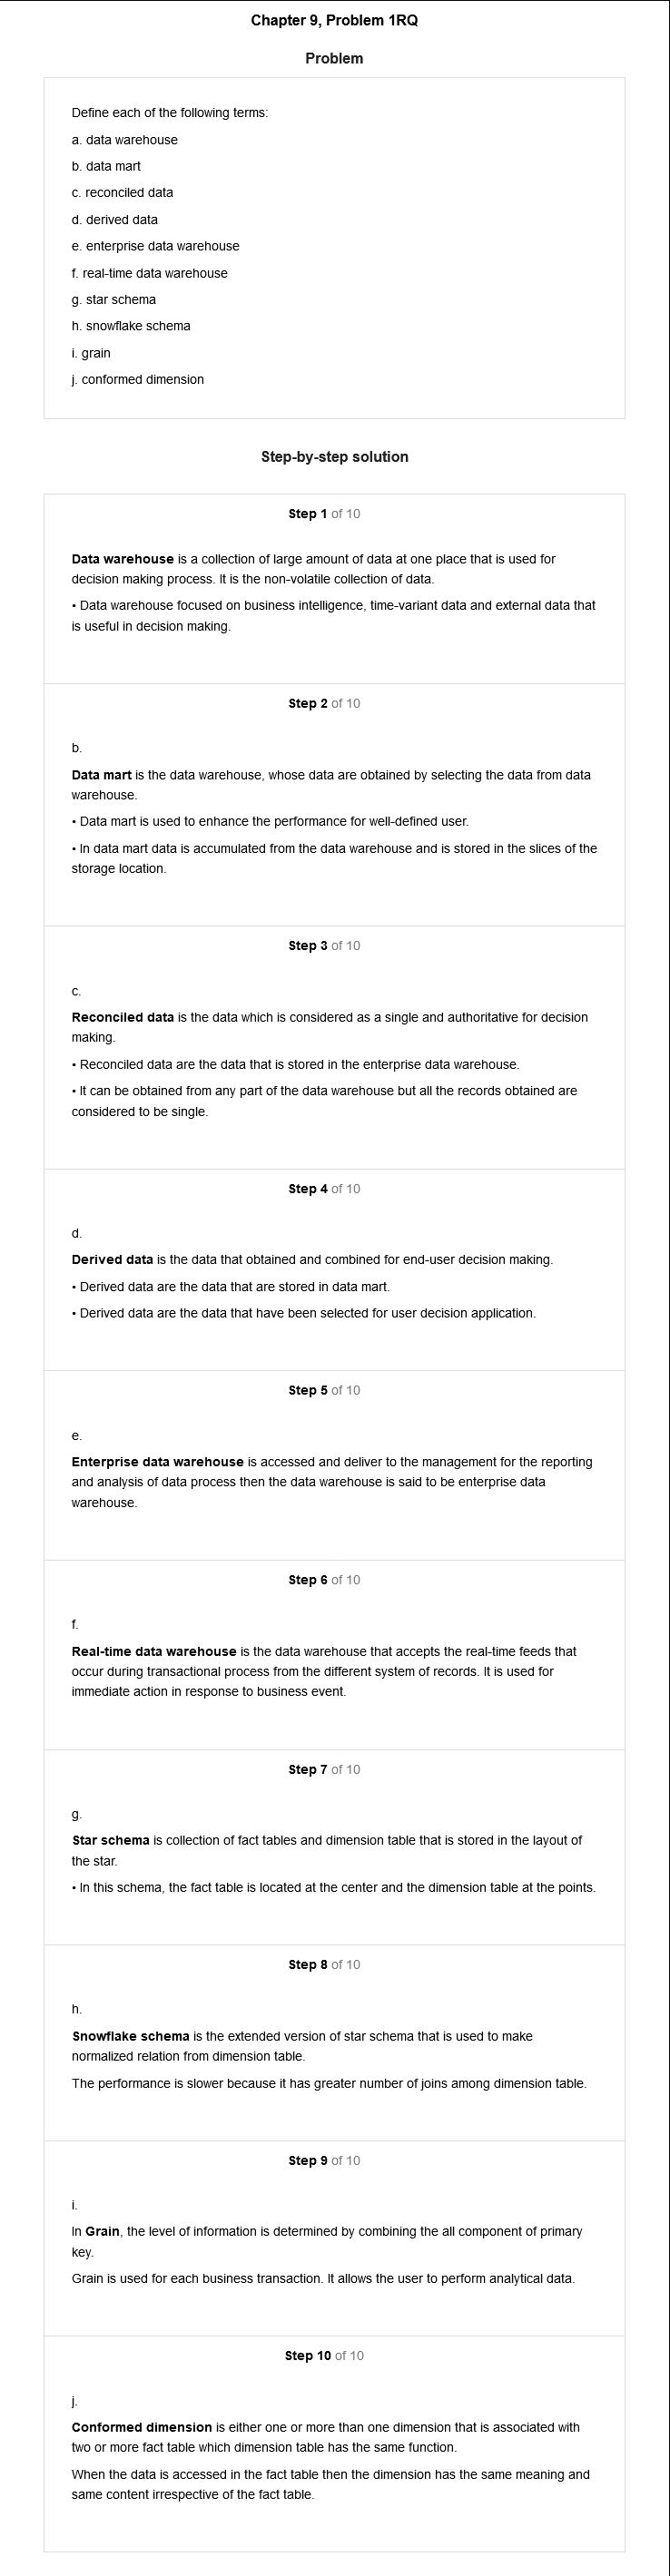 Chapter 9, Problem 1RQ
Problem
Define each of the following terms:
a. data warehouse
b. data mart
c. reconciled data
d. derived data
e. enterprise data warehouse
f. real-time data warehouse
g. star schema
h. snowflake schema
i. grain
j. conformed dimension
Step-by-step solution
Step 1 of 10
Data warehouse is a collection of large amount of data at one place that is used for
decision making process. It is the non-volatile collection of data.
• Data warehouse focused on business intelligence, time-variant data and external data that
is useful in decision making.
Step 2 of 10
b.
Data mart is the data warehouse, whose data are obtained by selecting the data from data
warehouse.
• Data mart is used to enhance the performance for well-defined user.
• In data mart data is accumulated from the data warehouse and is stored in the slices of the
storage location.
Step 3 of 10
c.
Reconciled data is the data which is considered as a single and authoritative for decision
making.
• Reconciled data are the data that is stored in the enterprise data warehouse.
• It can be obtained from any part of the data warehouse but all the records obtained are
considered to be single.
Step 4 of 10
d.
Derived data is the data that obtained and combined for end-user decision making.
• Derived data are the data that are stored in data mart.
• Derived data are the data that have been selected for user decision application.
Step 5 of 10
e.
Enterprise data warehouse is accessed and deliver to the management for the reporting
and analysis of data process then the data warehouse is said to be enterprise data
warehouse.
Step 6 of 10
f.
Real-time data warehouse is the data warehouse that accepts the real-time feeds that
occur during transactional process from the different system of records. It is used for
immediate action in response to business event.
Step 7 of 10
g.
Star schema is collection of fact tables and dimension table that is stored in the layout of
the star.
• In this schema, the fact table is located at the center and the dimension table at the points.
Step 8 of 10
h.
Snowflake schema is the extended version of star schema that is used to make
normalized relation from dimension table.
The performance is slower because it has greater number of joins among dimension table.
Step 9 of 10
i.
In Grain, the level of information is determined by combining the all component of primary
key.
Grain is used for each business transaction. It allows the user to perform analytical data.
Step 10 of 10
j.
Conformed dimension is either one or more than one dimension that is associated with
two or more fact table which dimension table has the same function.
When the data is accessed in the fact table then the dimension has the same meaning and
same content irrespective of the fact table.